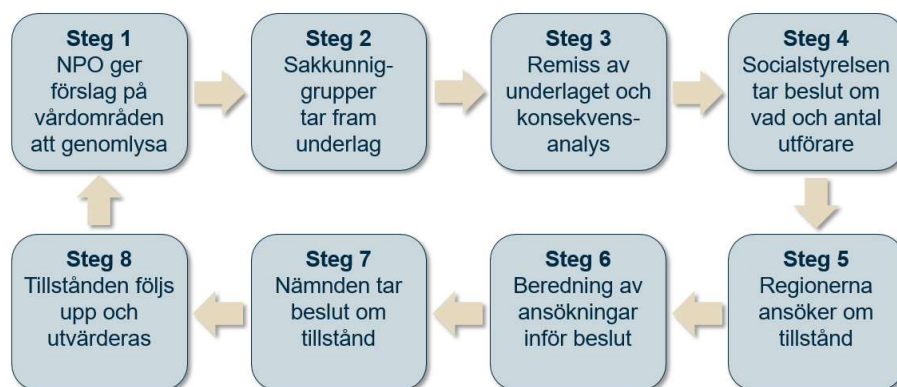 Steg 1
NPO ger
förslag på
vårdområden
att genomlysa
Steg 2
Sakkunnig-
grupper
tar fram
underlag
Steg 3
Remiss av
underlaget och
konsekvens-
analys
Steg 4
Socialstyrelsen
tar beslut om
vad och antal
utförare
Steg 5
Regionerna
ansöker om
tillstånd
Steg 6
Beredning av
ansökningar
inför beslut
Steg 7
Nämnden tar
beslut om
tillstånd
Steg 8
Tillstånden följs
upp och
utvärderas